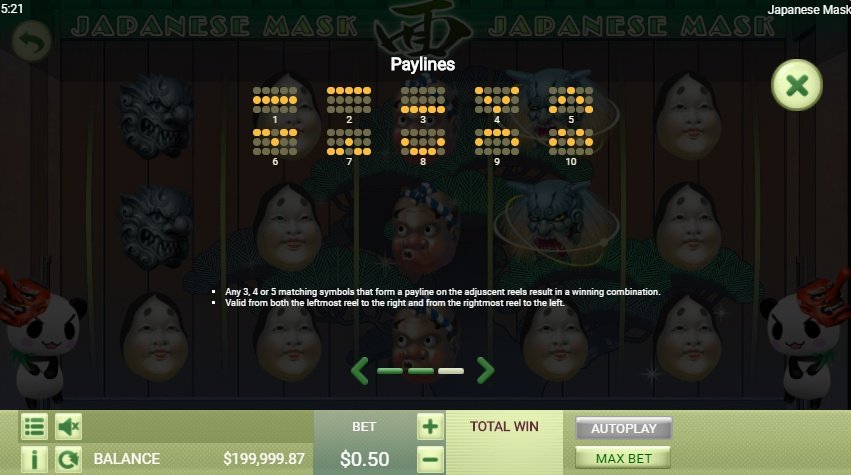 5:21
Japanese Mask
JAPANESE MASK 面 JAPANESE MASK
Paylines
1 2 3 4 5
6 7 8 9 10
Any 3, 4 or 5 matching symbols that form a payline on the adjuscent reels result in a winning combination.
Valid from both the leftmost reel to the right and from the rightmost reel to the left.
BET
TOTAL WIN
AUTOPLAY
BALANCE $199,999.87
$0.50
MAX BET